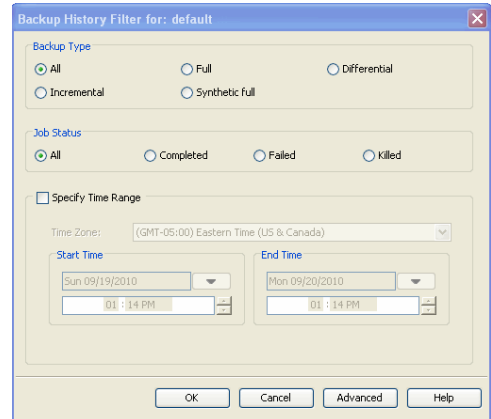 Backup History Filter for: default
Backup Type
All Full Differential
Incremental Synthetic full
Job Status
All Completed Failed Killed
Specify Time Range
Time Zone: (GMT-05:00) Eastern Time (US & Canada)
Start Time End Time
Sun 09/19/2010 Mon 09/20/2010
01 : 14 PM 01 : 14 PM
OK Cancel Advanced Help